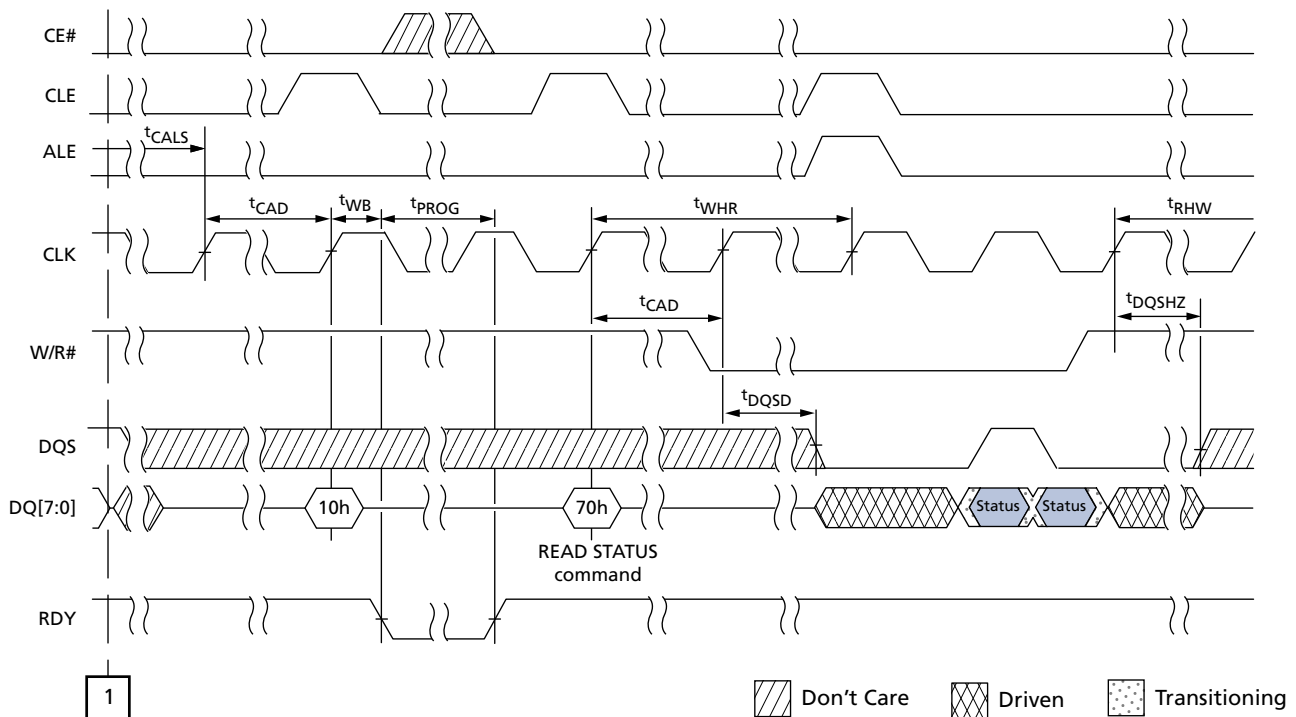 CE#
CLE
tCALS
ALE
tCAD tWB tPROG tWHR tRHW
CLK
tCAD tDQSHZ
W/R#
tDQSD
DQS
DQ[7:0] 10h 70h Status Status
READ STATUS
command
RDY
1 Don't Care Driven Transitioning